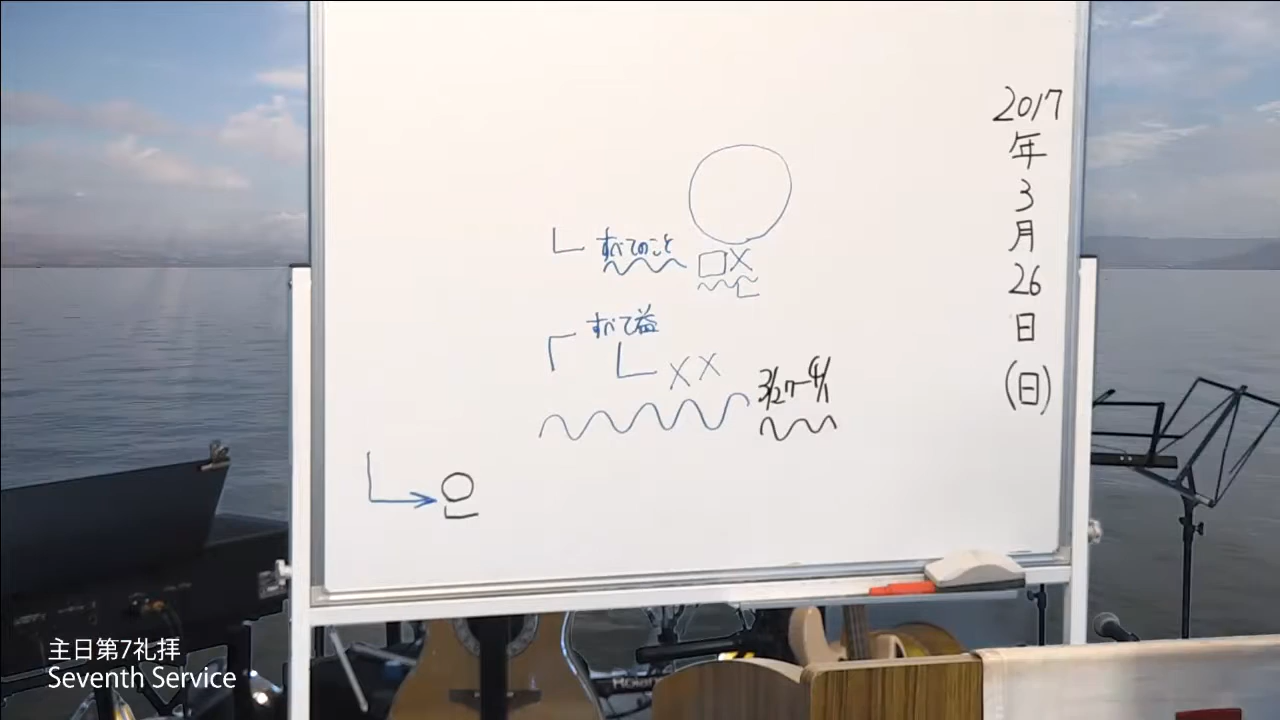 2017
年
3
月
26
日
(日)
すべてのこと
すべて益
3/27-4/1
主日第7礼拝
Seventh Service
Roland